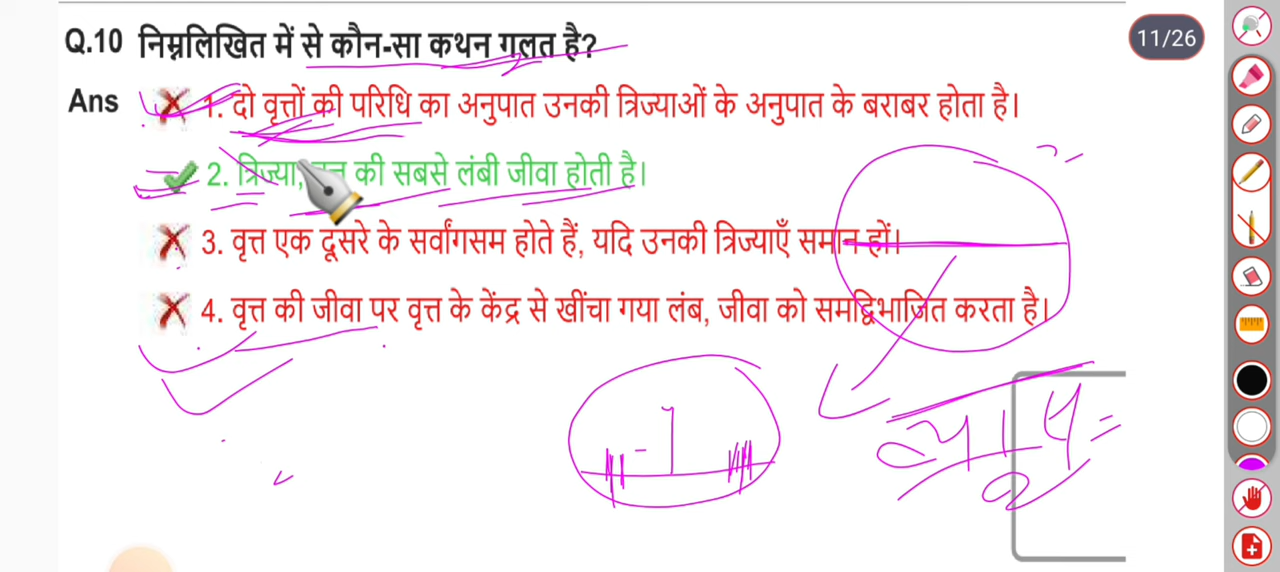 Q.10 निम्नलिखित में से कौन-सा कथन गलत है?
11/26
Ans 1. दो वृत्तों की परिधि का अनुपात उनकी त्रिज्याओं के अनुपात के बराबर होता है।
2. त्रिज्या, की सबसे लंबी जीवा होती है।
3. वृत्त एक दूसरे के सर्वांगसम होते हैं, यदि उनकी त्रिज्याएँ समान हों।
4. वृत्त की जीवा पर वृत्त के केंद्र से खींचा गया लंब, जीवा को समद्विभाजित करता है।